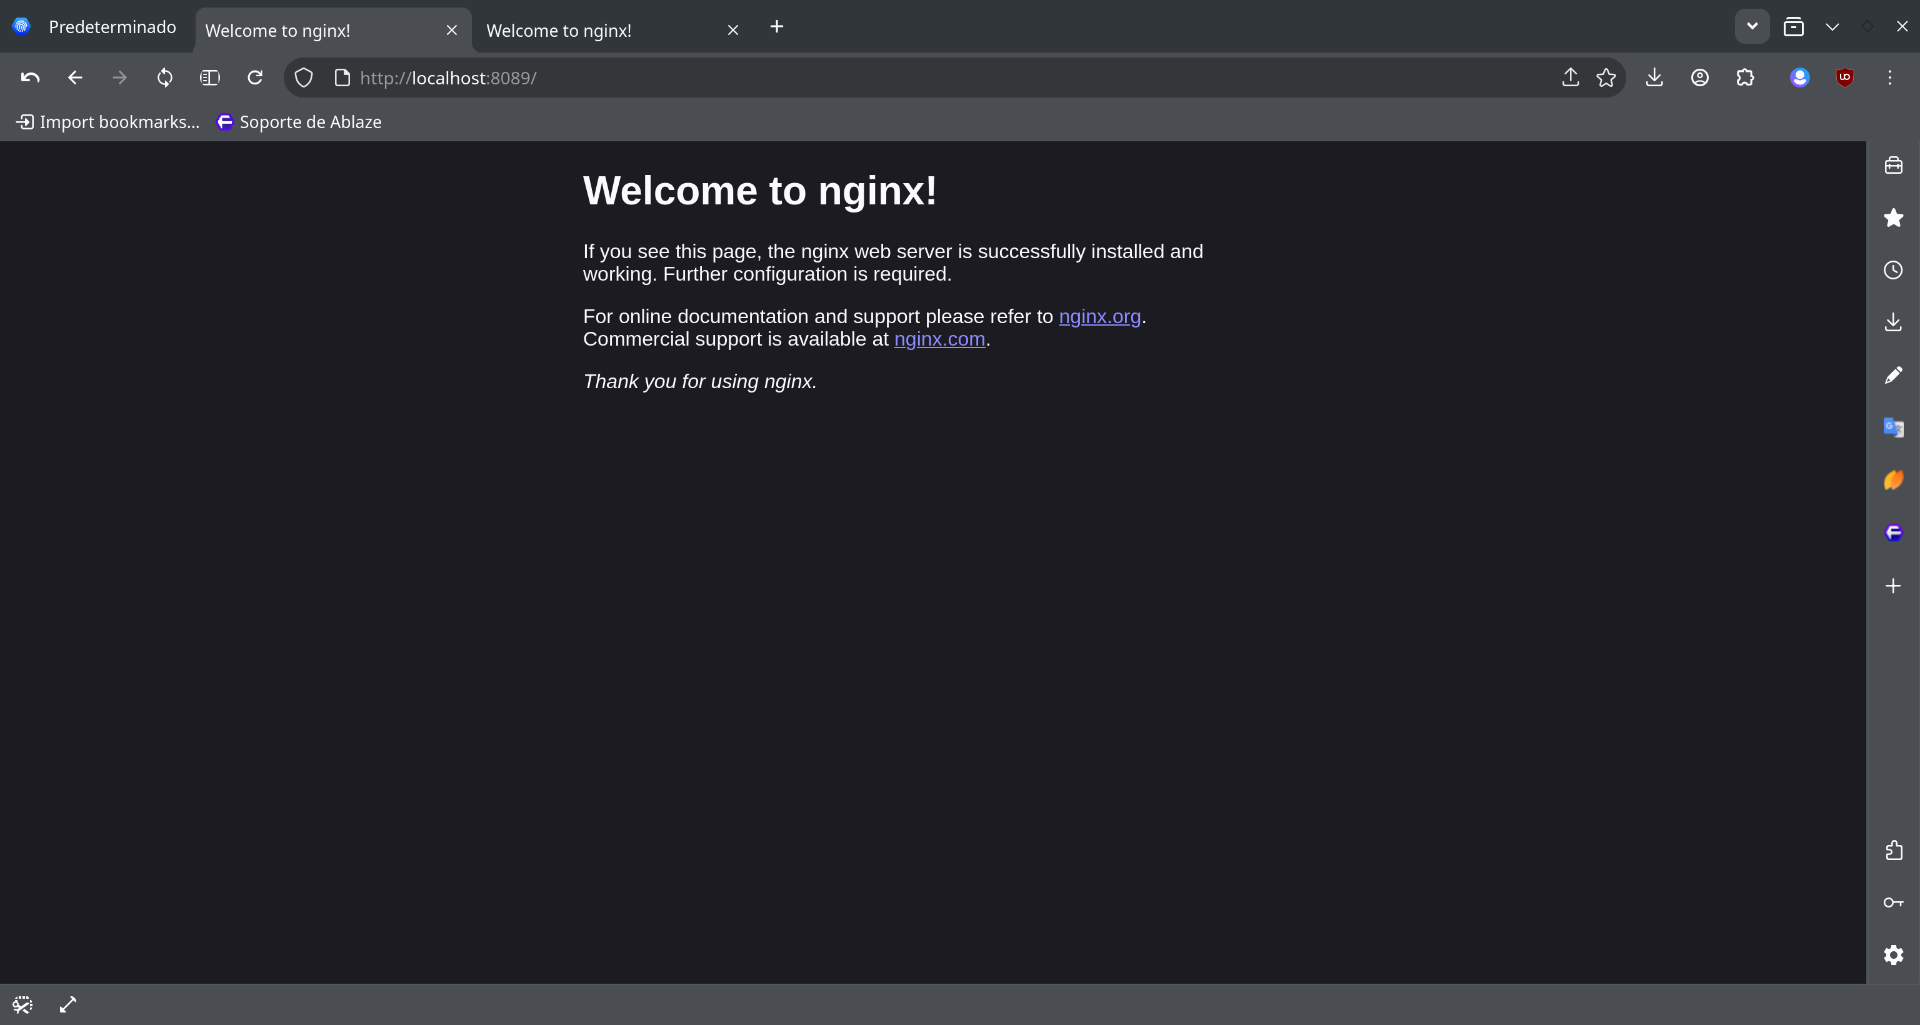 Predeterminado
Welcome to nginx!
Welcome to nginx!
http://localhost:8089/
Import bookmarks...
Soporte de Ablaze
Welcome to nginx!
If you see this page, the nginx web server is successfully installed and
working. Further configuration is required.
For online documentation and support please refer to nginx.org.
Commercial support is available at nginx.com.
Thank you for using nginx.